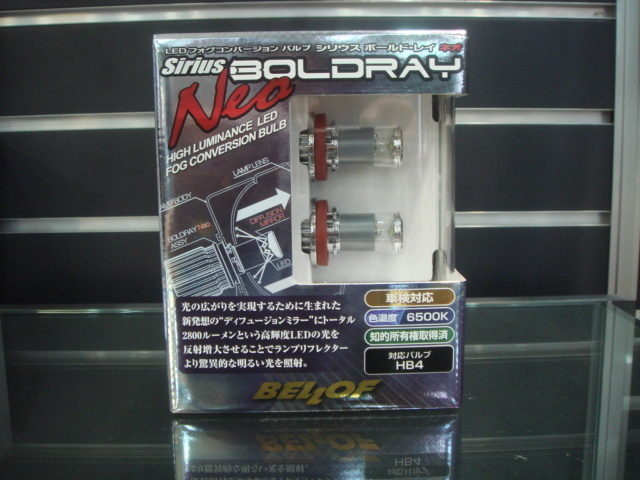 LEDフォグコンバージョン バルブ シリウス ボールド・レイ ネオ
Sirius BOLDRAY
Neo
HIGH LUMINANCE LED
FOG CONVERSION BULB
LAMP LENS
LAMP BODY
DIFFUSION
MIRROR
BOLDRAY Neo
ASSY
LED
光の広がりを実現するために生まれた
新発想の“ディフュージョンミラー”にトータル
2800ルーメンという高輝度LEDの光を
反射増大させることでランプリフレクター
より驚異的な明るい光を照射。
車検対応
色温度 6500K
知的所有権取得済
対応バルブ
HB4
BELLOF